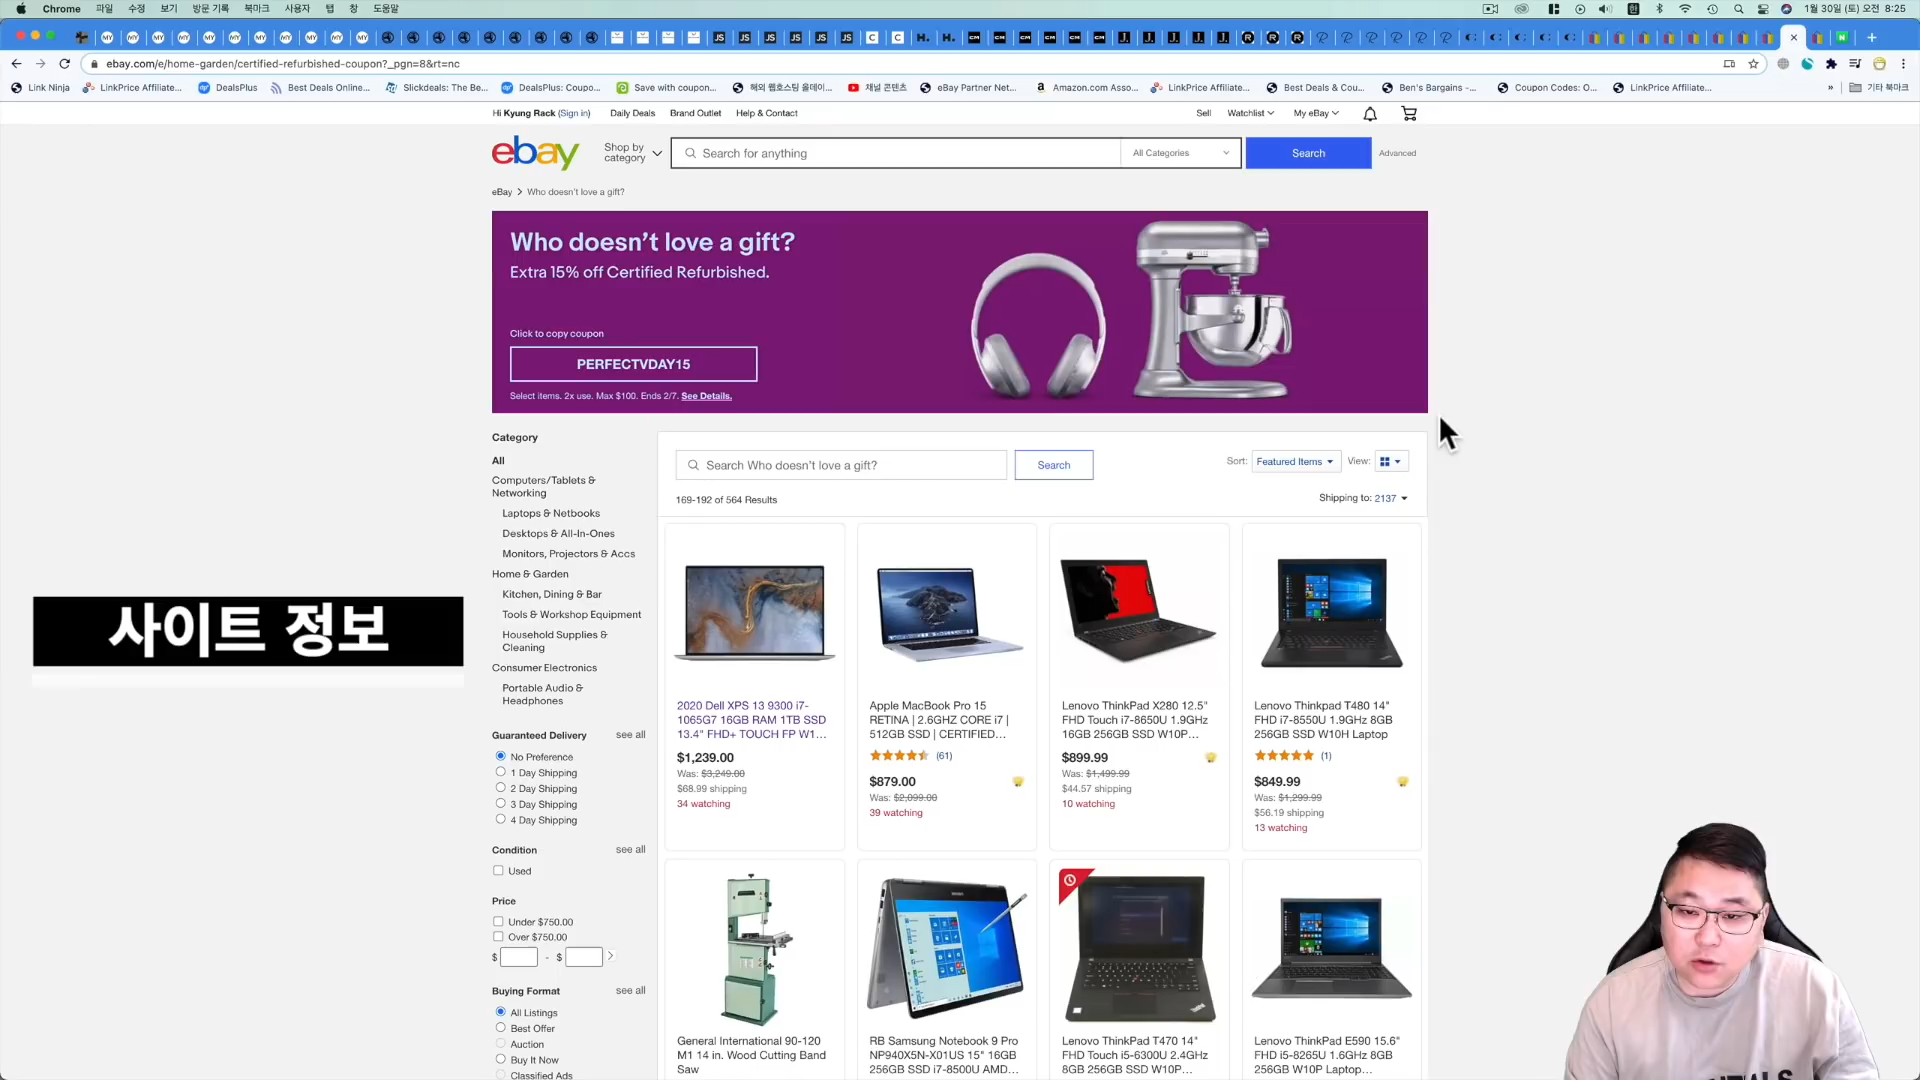 Chrome 파일 수정 보기 방문 기록 북마크 사용자 탭 창 도움말
1월 30일 (토) 오전 8:25
ebay.com/e/home-garden/certified-refurbished-coupon?_pgn=8&rt=nc
Link Ninja LinkPrice Affiliate... DealsPlus Best Deals Online... Slickdeals: The Be... DealsPlus: Coupo... Save with coupon... 해외 웹호스팅 올데이... 채널 콘텐츠 eBay Partner Net... Amazon.com Asso... LinkPrice Affiliate... Best Deals & Cou... Ben's Bargains -... Coupon Codes: O... LinkPrice Affiliate... » 기타 북마크
Hi Kyung Rack (Sign in) Daily Deals Brand Outlet Help & Contact Sell Watchlist My eBay
ebay
Shop by
category
Search for anything
All Categories
Search
Advanced
eBay > Who doesn't love a gift?
Who doesn't love a gift?
Extra 15% off Certified Refurbished.
Click to copy coupon
PERFECTVDAY15
Select items. 2x use. Max $100. Ends 2/7. See Details.
Category
All
Computers/Tablets &
Networking
Laptops & Netbooks
Desktops & All-In-Ones
Monitors, Projectors & Accs
Home & Garden
Kitchen, Dining & Bar
Tools & Workshop Equipment
Household Supplies &
Cleaning
Consumer Electronics
Portable Audio &
Headphones
Guaranteed Delivery see all
No Preference
1 Day Shipping
2 Day Shipping
3 Day Shipping
4 Day Shipping
Condition see all
Used
Price
Under $750.00
Over $750.00
$ - $
Buying Format see all
All Listings
Best Offer
Auction
Buy It Now
Classified Ads
Search Who doesn't love a gift?
Search
Sort: Featured Items View:
169-192 of 564 Results
Shipping to: 2137
2020 Dell XPS 13 9300 i7-
1065G7 16GB RAM 1TB SSD
13.4" FHD+ TOUCH FP W1...
$1,239.00
Was: $3,249.00
$68.99 shipping
34 watching
Apple MacBook Pro 15
RETINA | 2.6GHZ CORE i7 |
512GB SSD | CERTIFIED...
(61)
$879.00
Was: $2,099.00
39 watching
Lenovo ThinkPad X280 12.5"
FHD Touch i7-8650U 1.9GHz
16GB 256GB SSD W10P...
$899.99
Was: $1,499.99
$44.57 shipping
10 watching
Lenovo Thinkpad T480 14"
FHD i7-8550U 1.9GHz 8GB
256GB SSD W10H Laptop
(1)
$849.99
Was: $1,299.99
$56.19 shipping
13 watching
General International 90-120
M1 14 in. Wood Cutting Band
Saw
RB Samsung Notebook 9 Pro
NP940X5N-X01US 15" 16GB
256GB SSD i7-8500U AMD...
Lenovo ThinkPad T470 14"
FHD Touch i5-6300U 2.4GHz
8GB 256GB SSD W10P...
Lenovo ThinkPad E590 15.6"
FHD i5-8265U 1.6GHz 8GB
256GB W10P Laptop...
사이트 정보